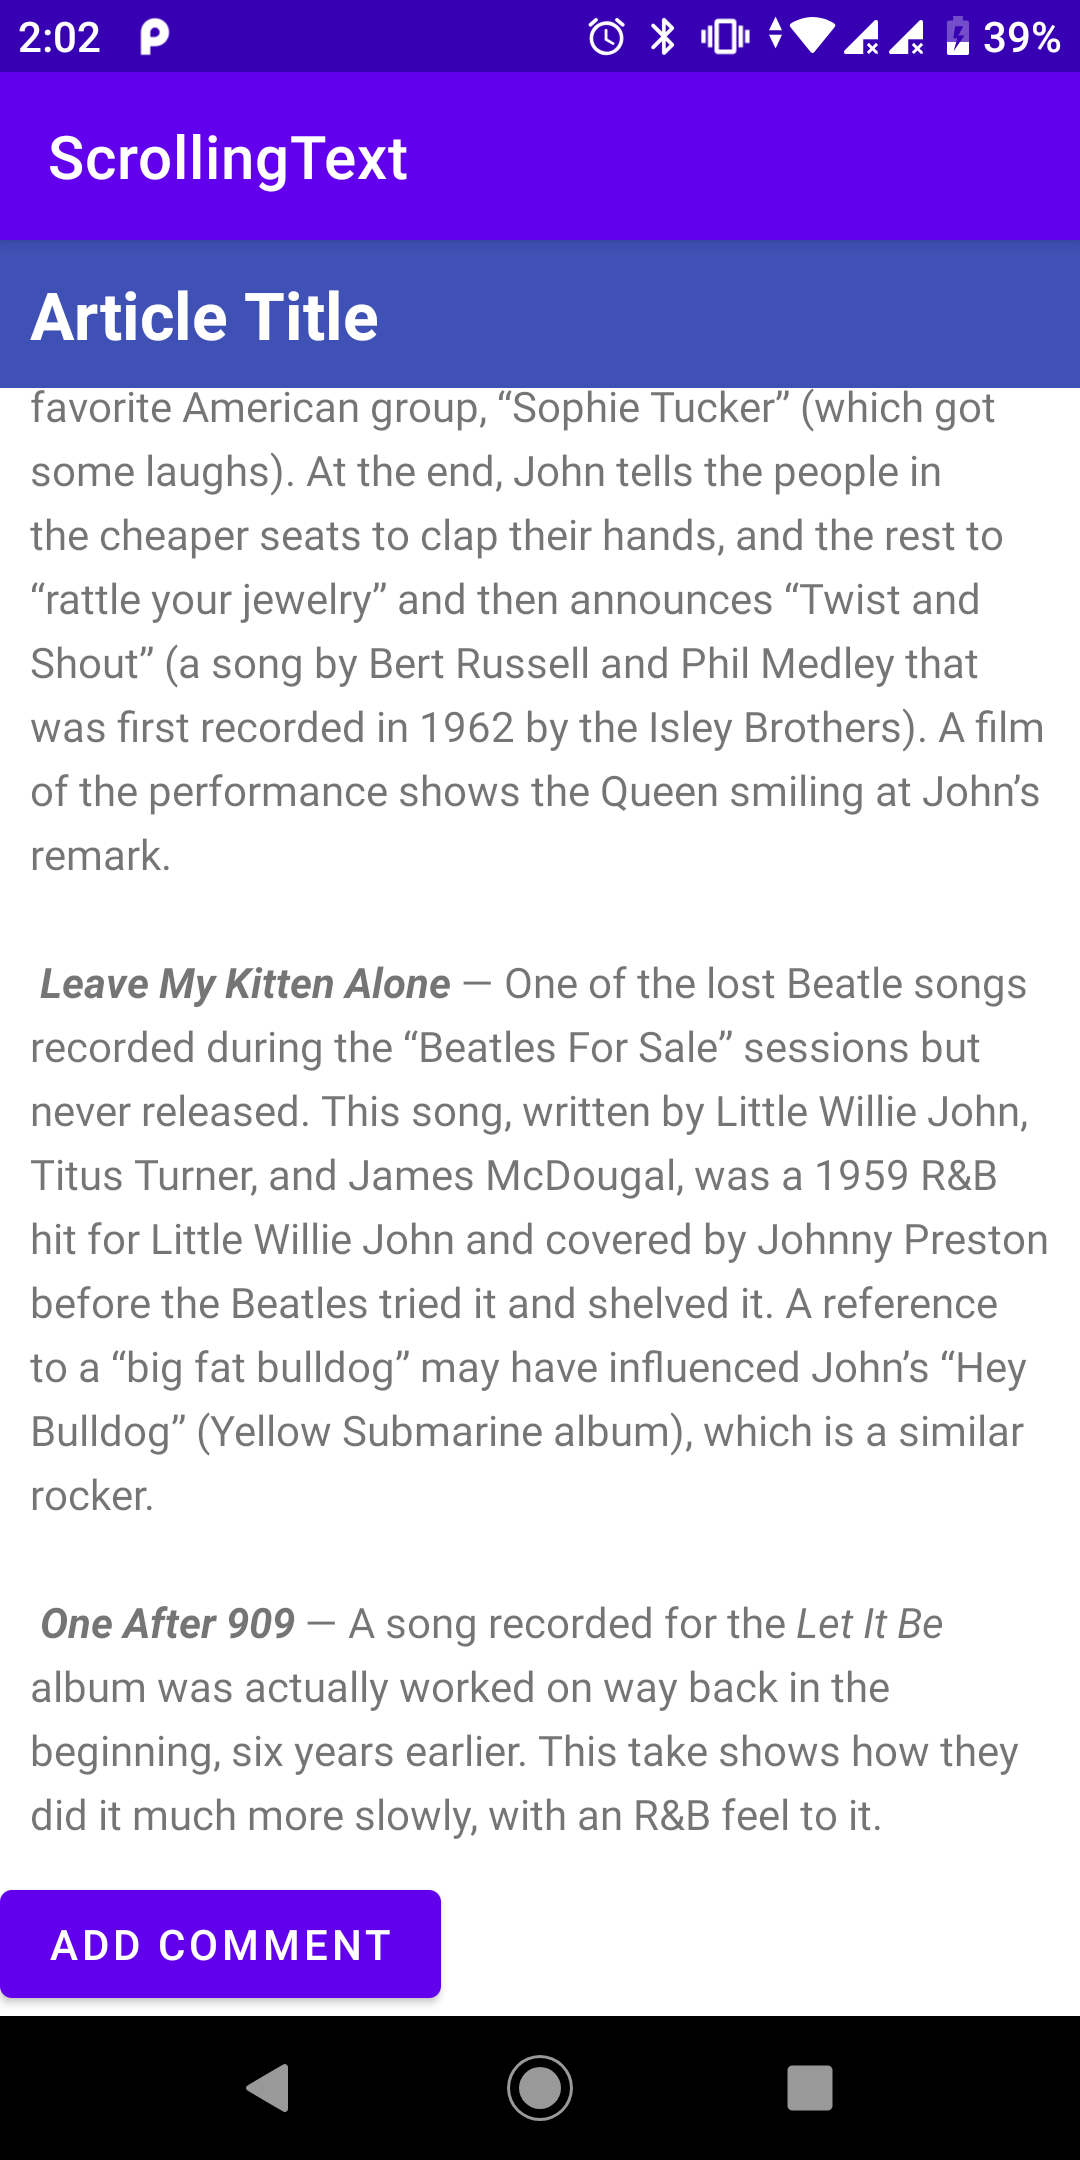 2:02
39%
ScrollingText
Article Title
favorite American group, “Sophie Tucker” (which got
some laughs). At the end, John tells the people in
the cheaper seats to clap their hands, and the rest to
“rattle your jewelry” and then announces “Twist and
Shout” (a song by Bert Russell and Phil Medley that
was first recorded in 1962 by the Isley Brothers). A film
of the performance shows the Queen smiling at John’s
remark.
Leave My Kitten Alone — One of the lost Beatle songs
recorded during the “Beatles For Sale” sessions but
never released. This song, written by Little Willie John,
Titus Turner, and James McDougal, was a 1959 R&B
hit for Little Willie John and covered by Johnny Preston
before the Beatles tried it and shelved it. A reference
to a “big fat bulldog” may have influenced John’s “Hey
Bulldog” (Yellow Submarine album), which is a similar
rocker.
One After 909 — A song recorded for the Let It Be
album was actually worked on way back in the
beginning, six years earlier. This take shows how they
did it much more slowly, with an R&B feel to it.
ADD COMMENT